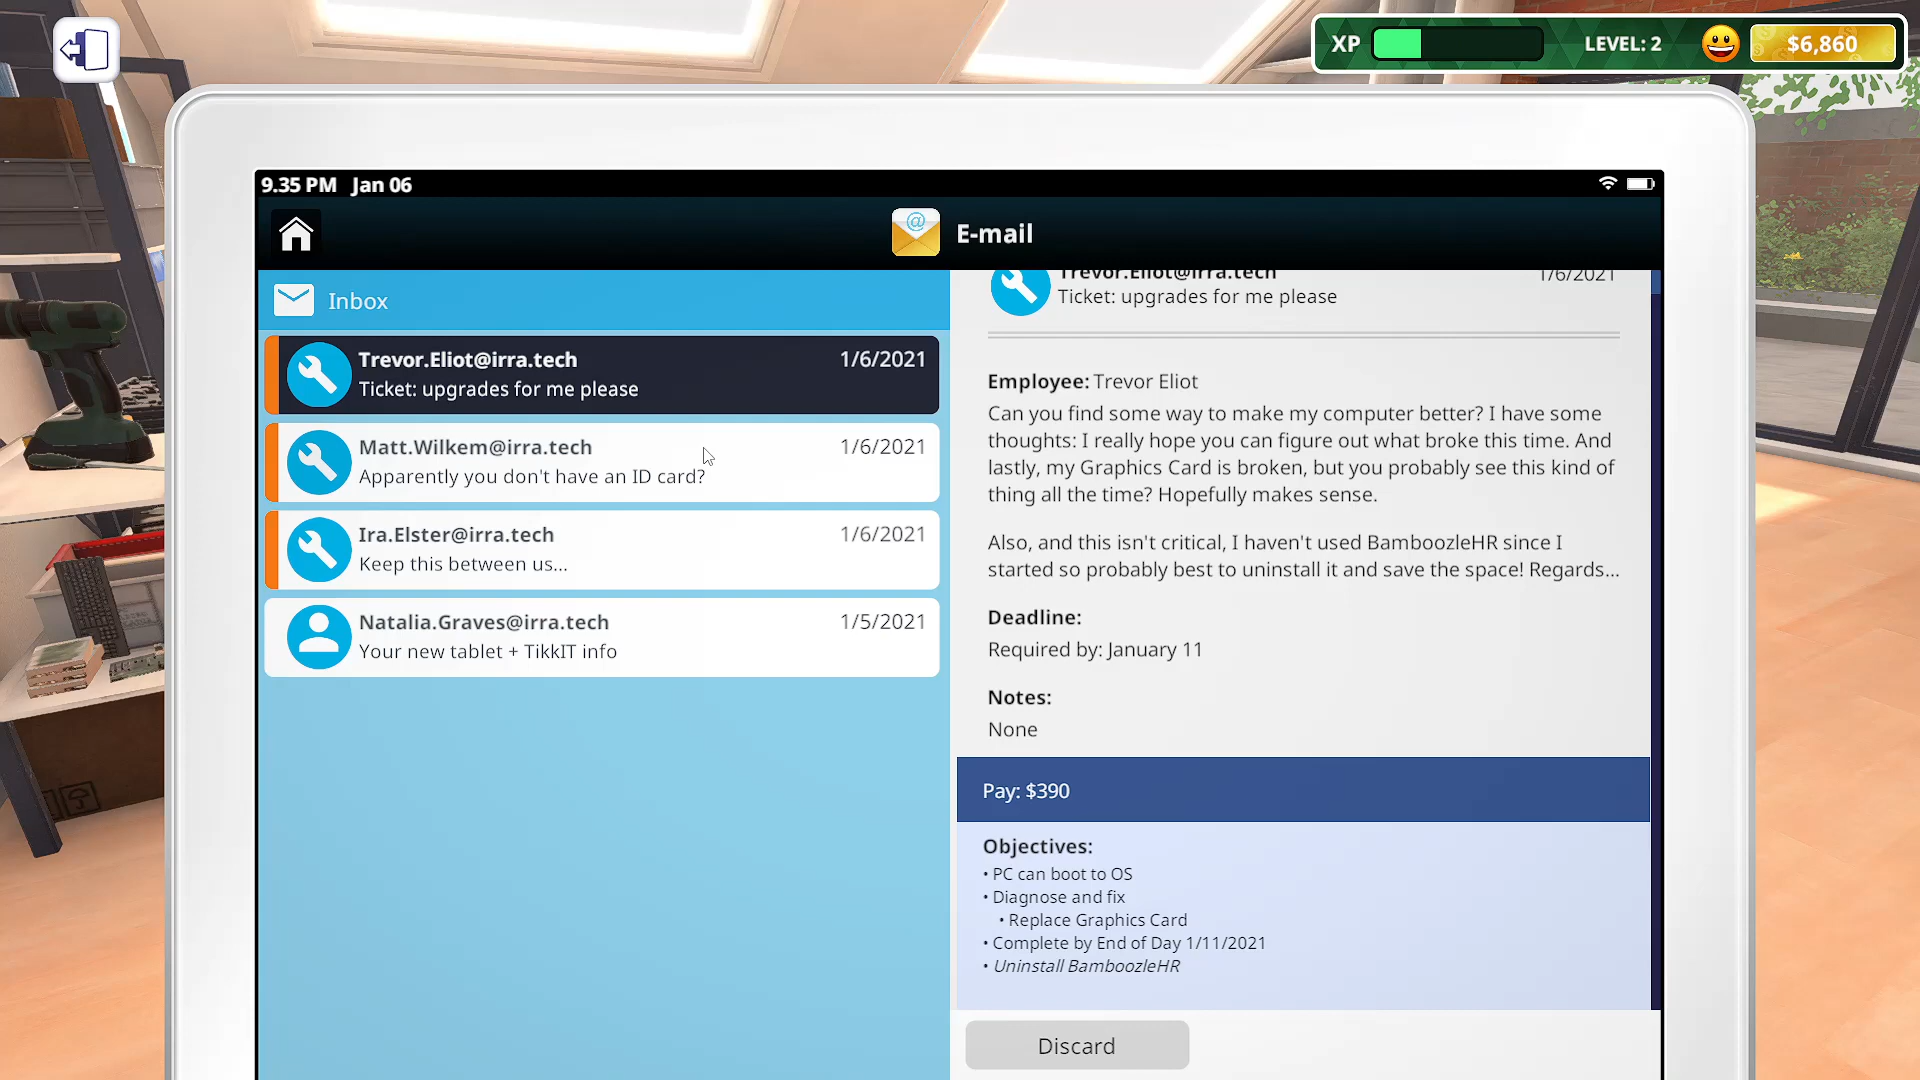 XP
LEVEL: 2
$6,860
9.35 PM Jan 06
E-mail
Inbox
Trevor.Eliot@irra.tech 1/6/2021
Ticket: upgrades for me please
Matt.Wilkem@irra.tech 1/6/2021
Apparently you don't have an ID card?
Ira.Elster@irra.tech 1/6/2021
Keep this between us...
Natalia.Graves@irra.tech 1/5/2021
Your new tablet + TikkIT info
Trevor.Eliot@irra.tech 1/6/2021
Ticket: upgrades for me please
Employee: Trevor Eliot
Can you find some way to make my computer better? I have some
thoughts: I really hope you can figure out what broke this time. And
lastly, my Graphics Card is broken, but you probably see this kind of
thing all the time? Hopefully makes sense.
Also, and this isn't critical, I haven't used BamboozleHR since I
started so probably best to uninstall it and save the space! Regards...
Deadline:
Required by: January 11
Notes:
None
Pay: $390
Objectives:
• PC can boot to OS
• Diagnose and fix
• Replace Graphics Card
• Complete by End of Day 1/11/2021
• Uninstall BamboozleHR
Discard